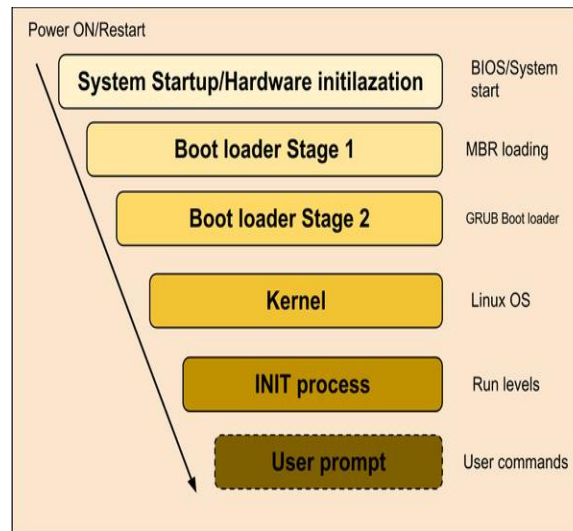 Power ON/Restart
System Startup/Hardware initilazation
BIOS/System
start
Boot loader Stage 1
MBR loading
Boot loader Stage 2
GRUB Boot loader
Kernel
Linux OS
INIT process
Run levels
User prompt
User commands